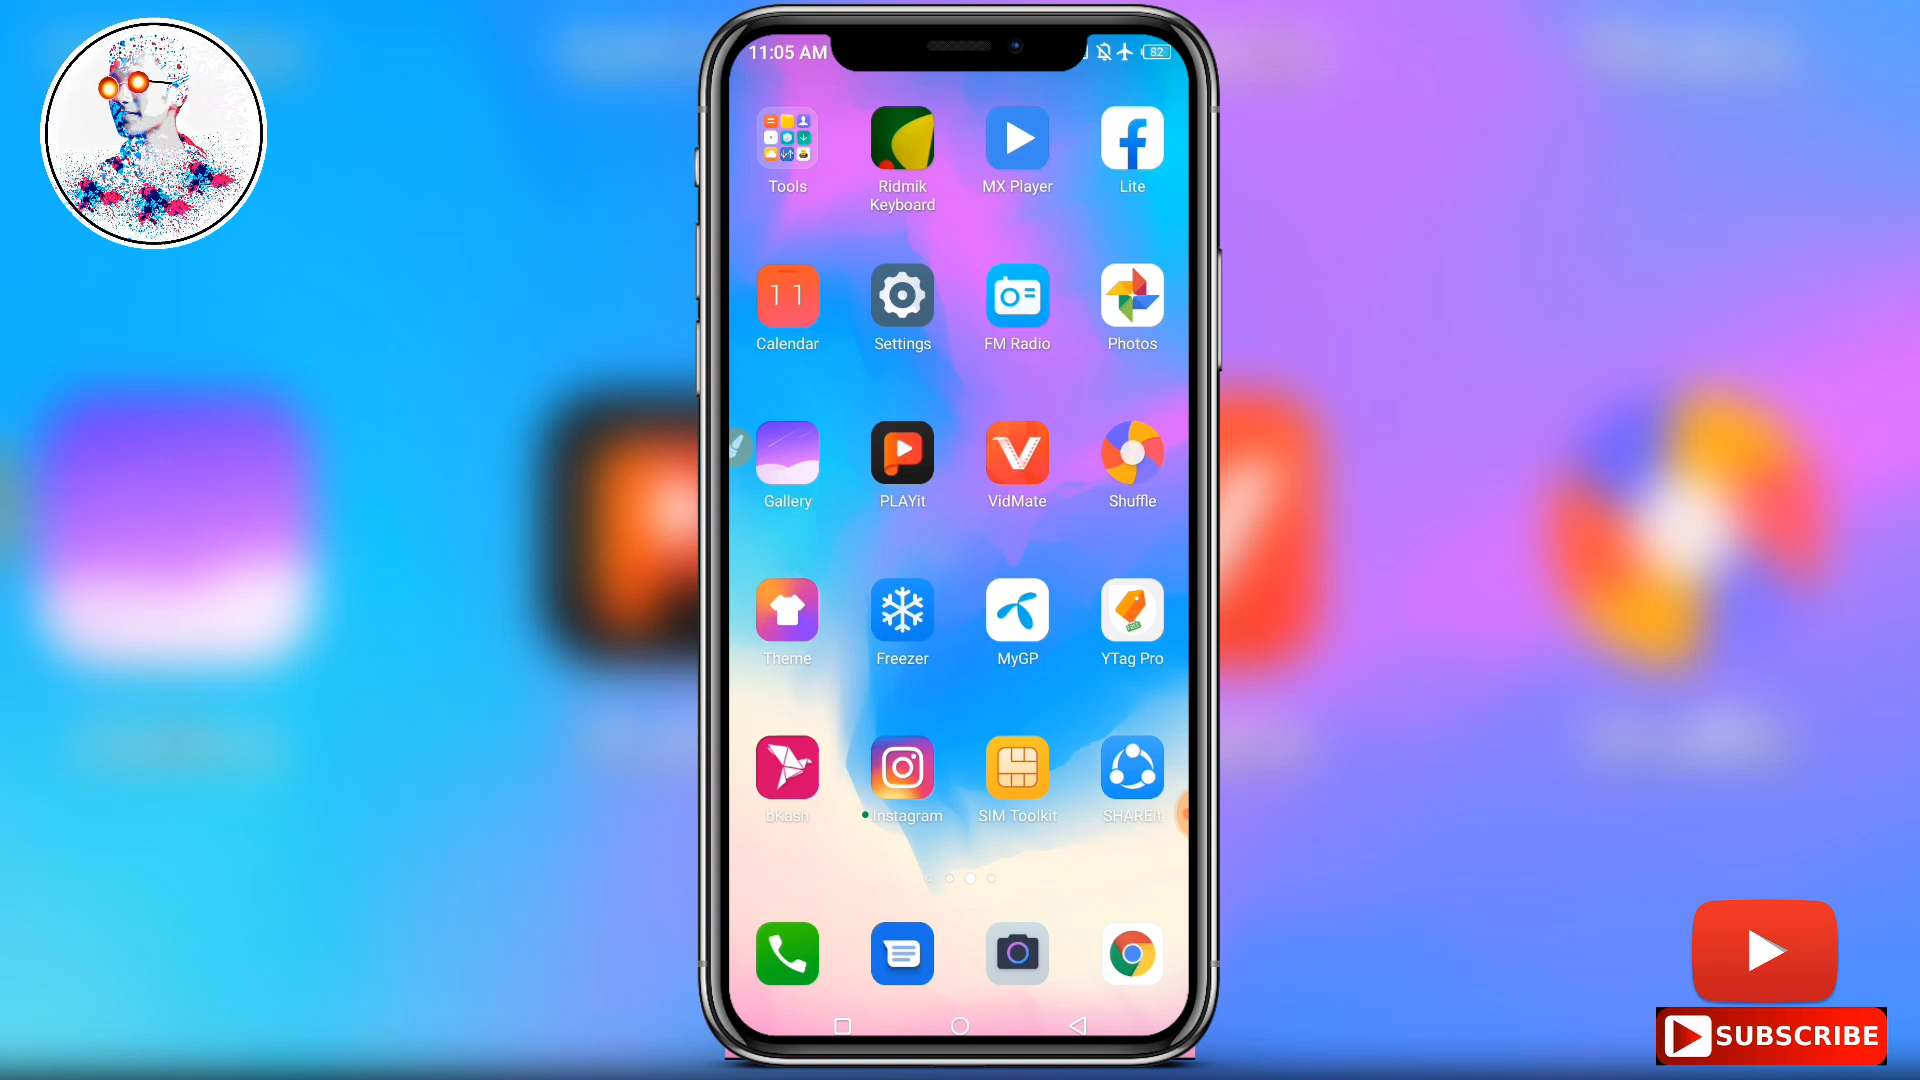 11:05 AM
82
Tools
Ridmik
Keyboard
MX Player
Lite
11
Calendar
Settings
FM Radio
Photos
Gallery
PLAYit
VidMate
Shuffle
Theme
Freezer
MyGP
FREE
YTag Pro
bKash
Instagram
SIM Toolkit
SHAREit
SUBSCRIBE